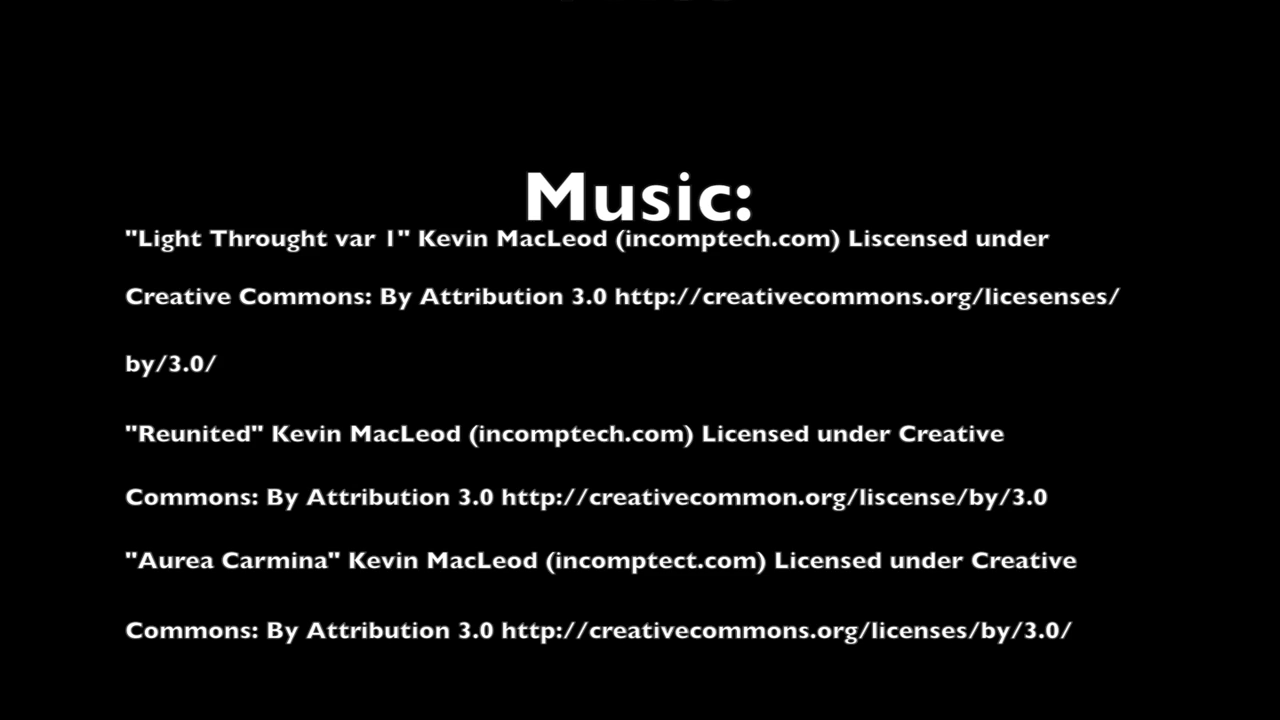 Music:
"Light Throught var 1" Kevin MacLeod (incomptech.com) Liscensed under
Creative Commons: By Attribution 3.0 http://creativecommons.org/licesenses/
by/3.0/
"Reunited" Kevin MacLeod (incomptech.com) Licensed under Creative
Commons: By Attribution 3.0 http://creativecommon.org/liscense/by/3.0
"Aurea Carmina" Kevin MacLeod (incomptect.com) Licensed under Creative
Commons: By Attribution 3.0 http://creativecommons.org/licenses/by/3.0/